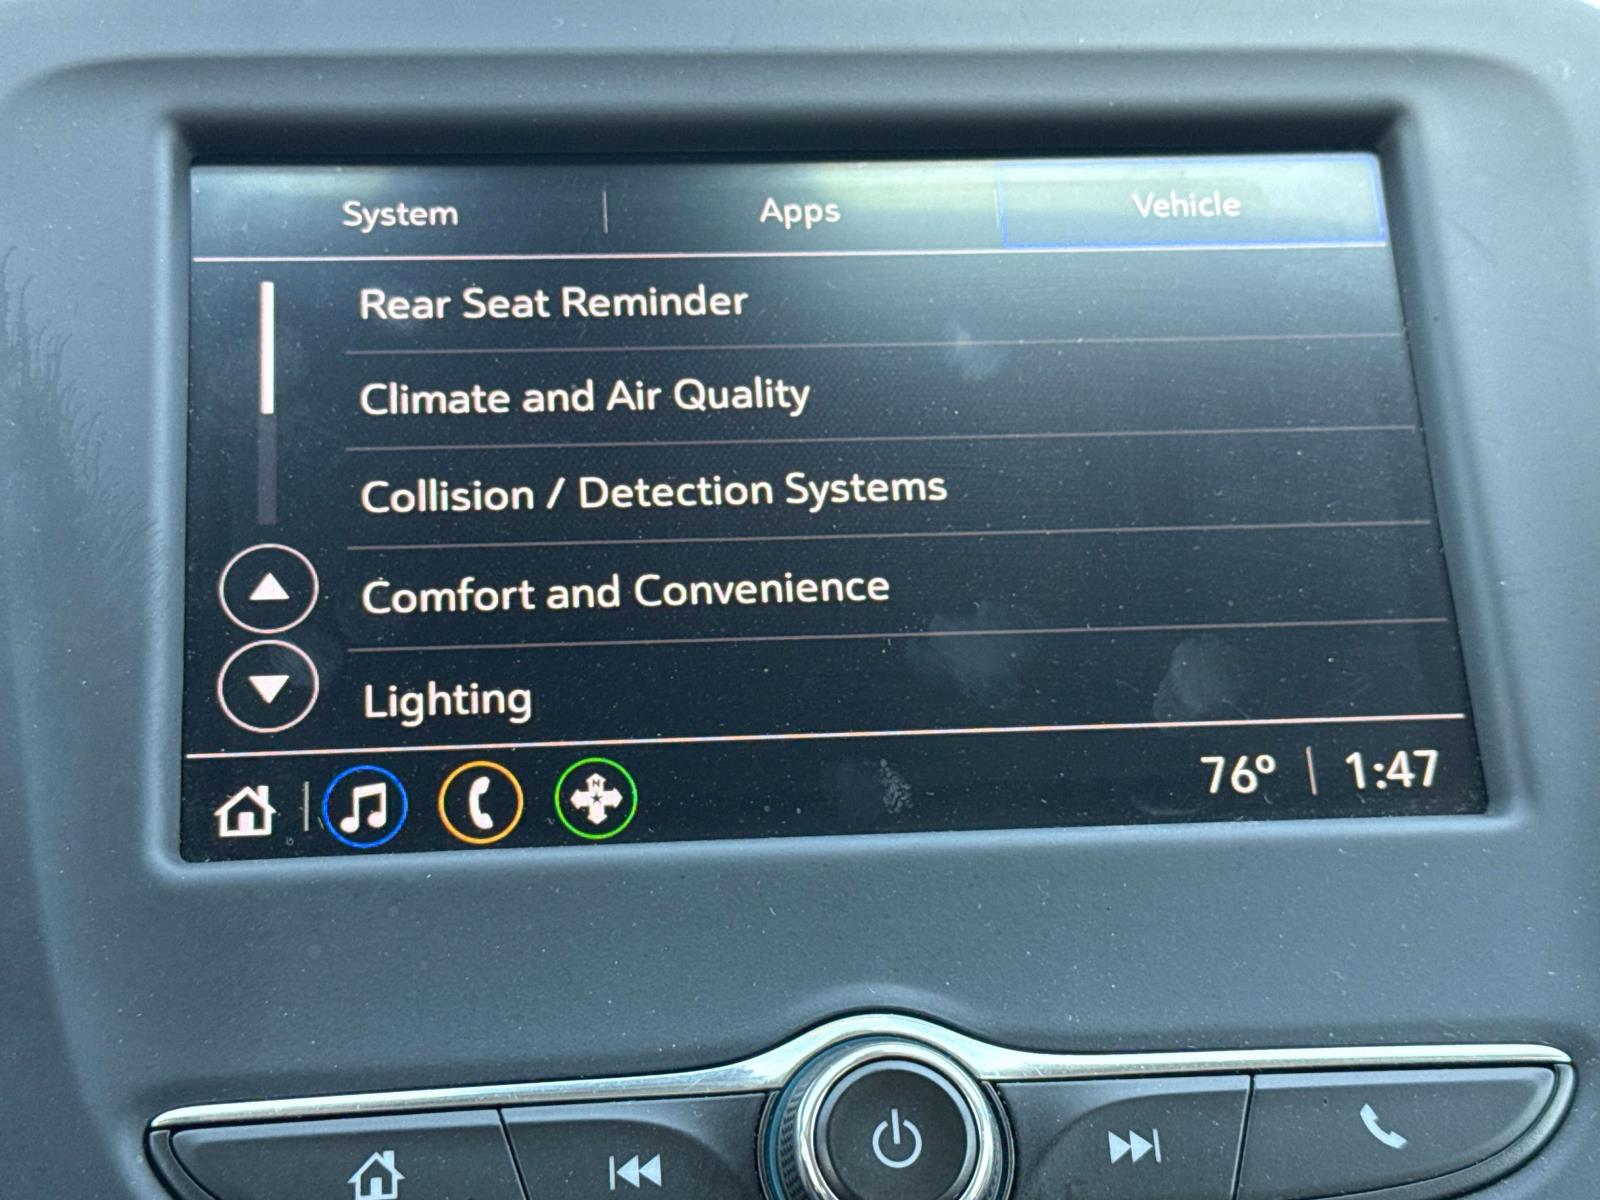 System
Apps
Vehicle
Rear Seat Reminder
Climate and Air Quality
Collision / Detection Systems
Comfort and Convenience
Lighting
N
76° | 1:47